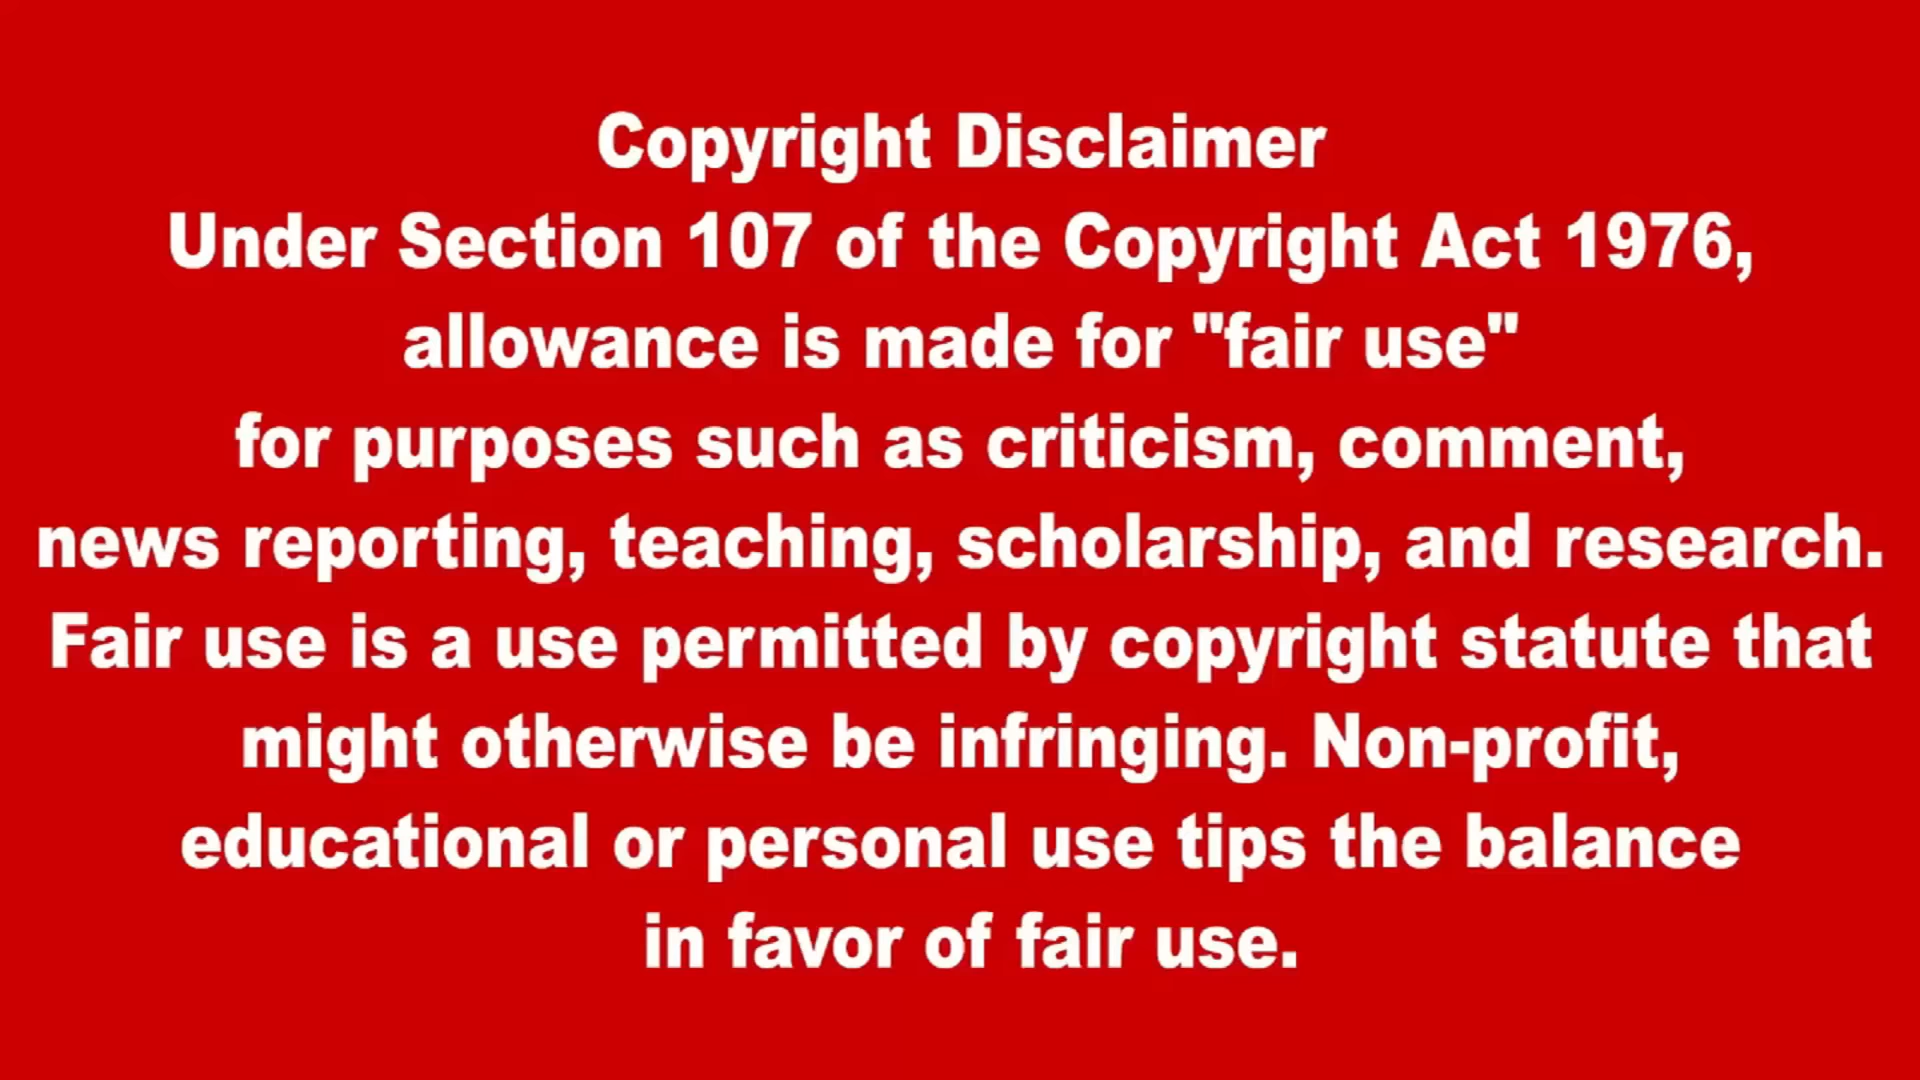 Copyright Disclaimer
Under Section 107 of the Copyright Act 1976,
allowance is made for "fair use"
for purposes such as criticism, comment,
news reporting, teaching, scholarship, and research.
Fair use is a use permitted by copyright statute that
might otherwise be infringing. Non-profit,
educational or personal use tips the balance
in favor of fair use.